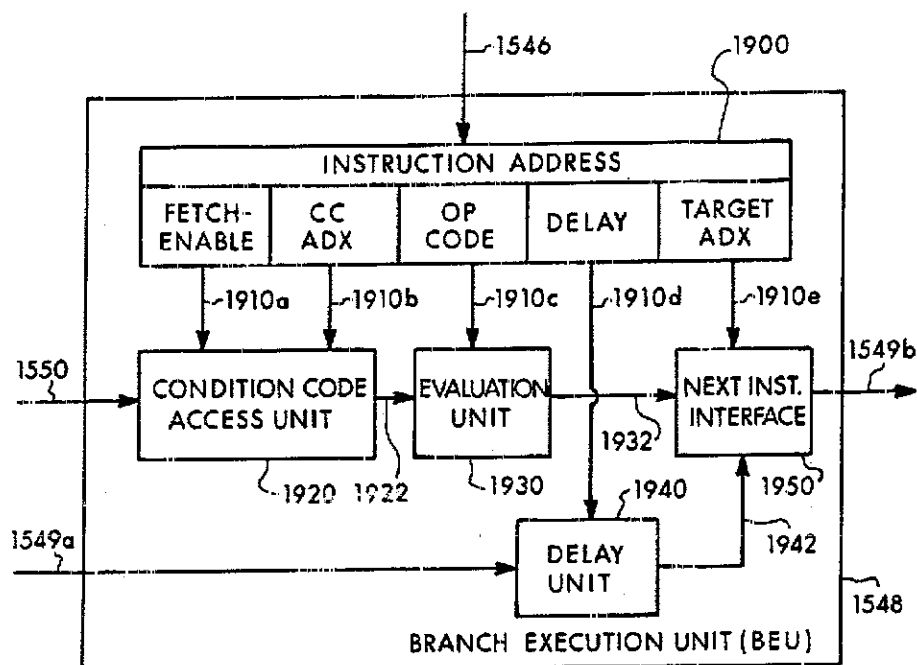 1546
1900
INSTRUCTION ADDRESS
FETCH-
ENABLE
CC
ADX
OP
CODE
DELAY
TARGET
ADX
1910a
1910b
1910c
1910d
1910e
1550
CONDITION CODE
ACCESS UNIT
EVALUATION
UNIT
NEXT INST.
INTERFACE
1549b
1920
1922
1930
1932
1940
1950
1549a
DELAY
UNIT
1942
1548
BRANCH EXECUTION UNIT (BEU)